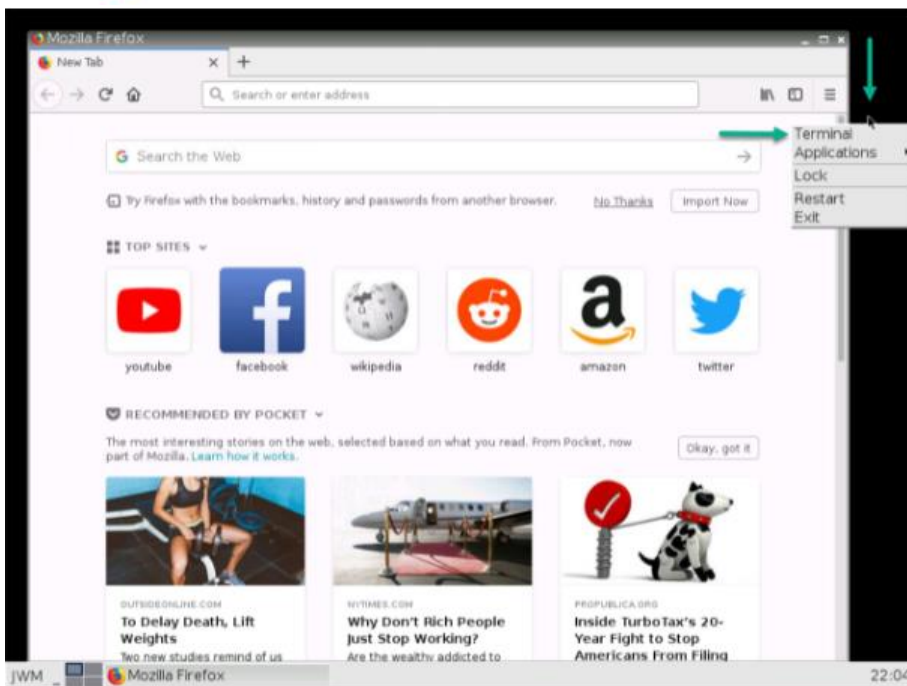 Mozilla Firefox
New Tab
Search or enter address
Terminal
Applications
Lock
Restart
Exit
G Search the Web
Try Firefox with the bookmarks, history and passwords from another browser. No Thanks Import Now
TOP SITES
youtube facebook wikipedia reddit amazon twitter
RECOMMENDED BY POCKET
The most interesting stories on the web, selected based on what you read. From Pocket, now
part of Mozilla. Learn how it works.
Okay, got it
OUTSIDEONLINE.COM
To Delay Death, Lift
Weights
Two new studies remind of us
NYTIMES.COM
Why Don't Rich People
Just Stop Working?
Are the wealthy addicted to
PROPUBLICA.ORG
Inside TurboTax's 20-
Year Fight to Stop
Americans From Filing
JWM Mozilla Firefox 22:04